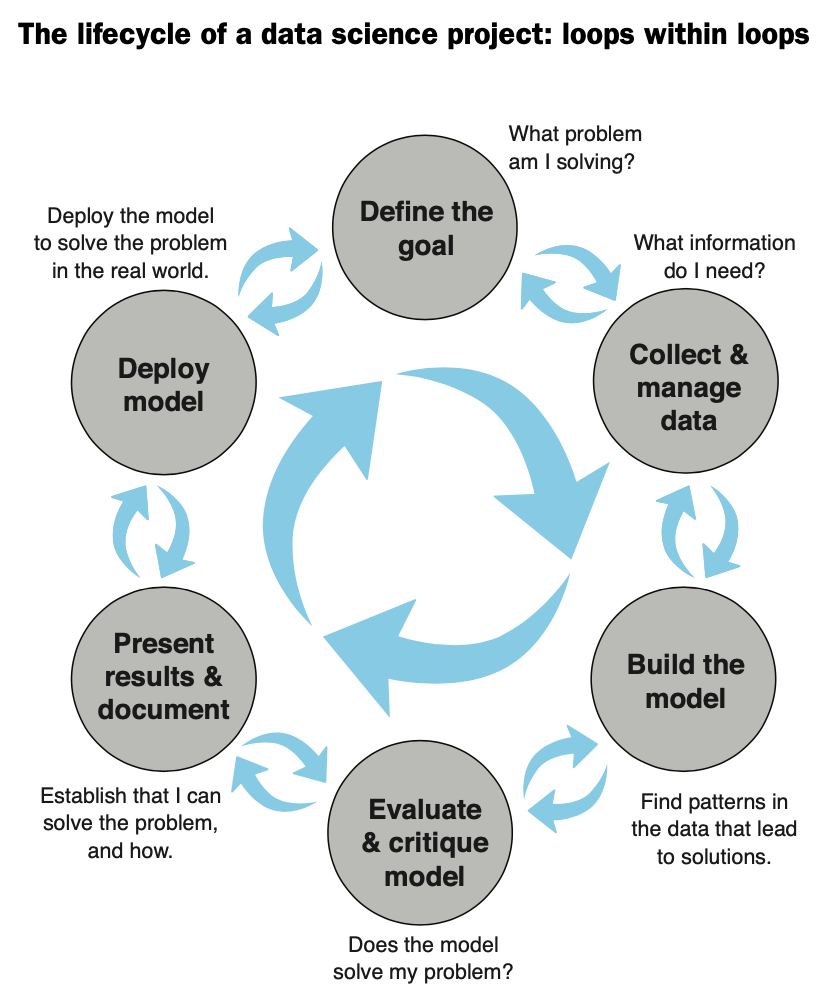 The lifecycle of a data science project: loops within loops
What problem
am I solving?
Define the
goal
What information
do I need?
Collect &
manage
data
Build the
model
Find patterns in
the data that lead
to solutions.
Evaluate
& critique
model
Does the model
solve my problem?
Present
results &
document
Establish that I can
solve the problem,
and how.
Deploy the model
to solve the problem
in the real world.
Deploy
model